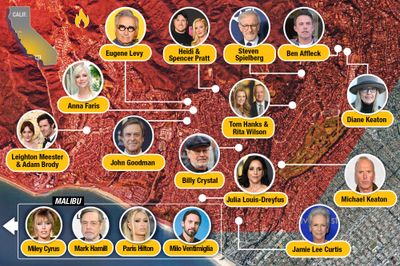 CALIF.
Eugene Levy
Heidi &
Spencer Pratt
Steven
Spielberg
Ben Affleck
Anna Faris
Tom Hanks &
Rita Wilson
Diane Keaton
Leighton Meester
& Adam Brody
John Goodman
Billy Crystal
Julia Louis-Dreyfus
Michael Keaton
MALIBU
Miley Cyrus
Mark Hamill
Paris Hilton
Milo Ventimiglia
Jamie Lee Curtis